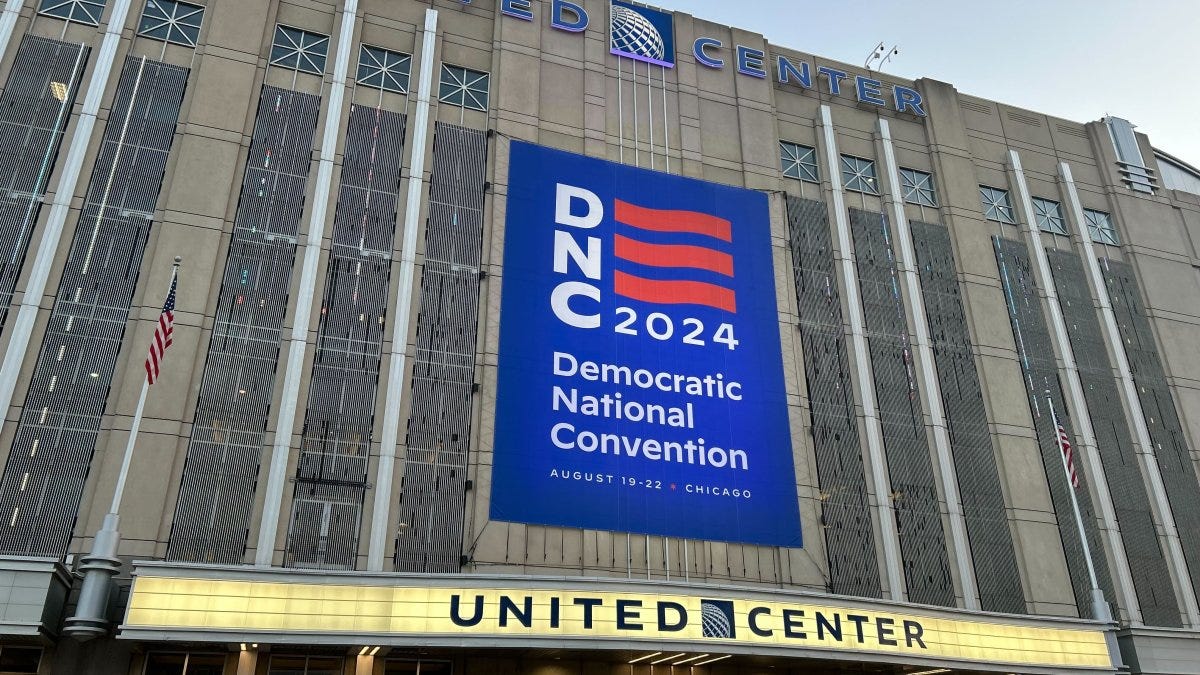 UNITED CENTER
DNC
2024
Democratic
National
Convention
AUGUST 19-22 * CHICAGO
UNITED CENTER